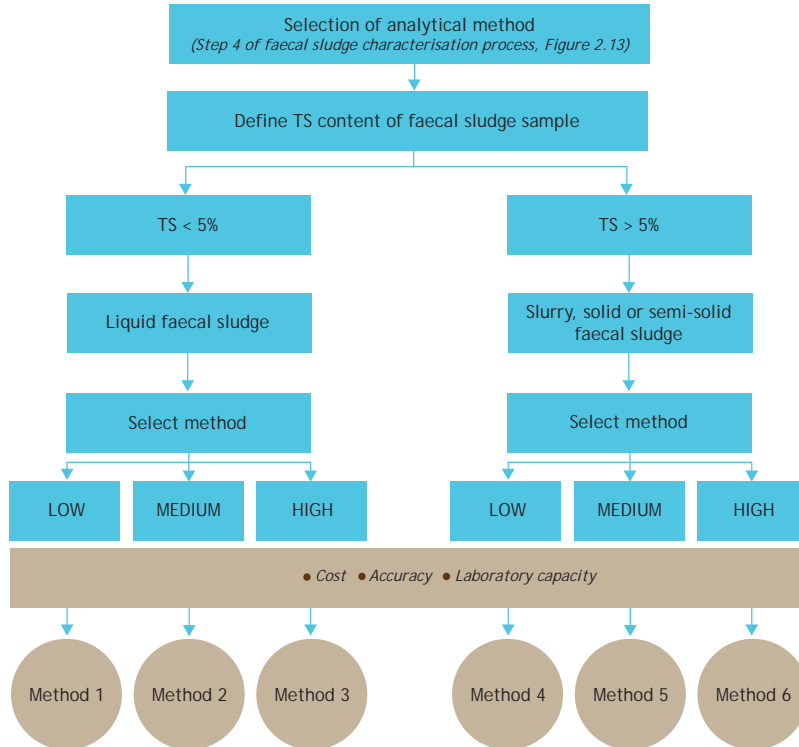 Selection of analytical method
(Step 4 of faecal sludge characterisation process, Figure 2.13)
Define TS content of faecal sludge sample
TS < 5%
TS > 5%
Liquid faecal sludge
Slurry, solid or semi-solid
faecal sludge
Select method
Select method
LOW
MEDIUM
HIGH
LOW
MEDIUM
HIGH
• Cost • Accuracy • Laboratory capacity
Method 1
Method 2
Method 3
Method 4
Method 5
Method 6